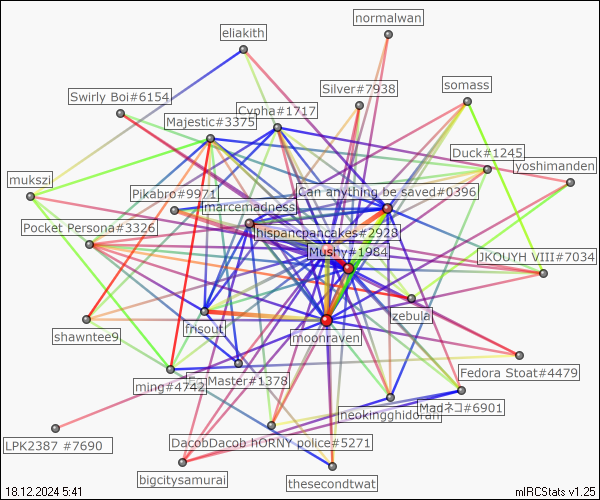 normalwan
eliakith
Silver#7938
somass
Swirly Boi#6154
Cypha#1717
Majestic#3375
Duck#1245
yoshimanden
mukszi
Pikabro#9971
Can anything be saved#0396
marcemadness
Pocket Persona#3326
hispancpancakes#2928
Mushy#1984
JKOUYH VIII#7034
zebula
frisout
shawntee9
moonraven
Fedora Stoat#4479
ming#4742
Master#1378
neokingghidorah
Madネコ#6901
LPK2387 #7690
DacobDacob hORNY police#5271
bigcitysamurai
thesecondtwat
18.12.2024 5:41
mIRCStats v1.25